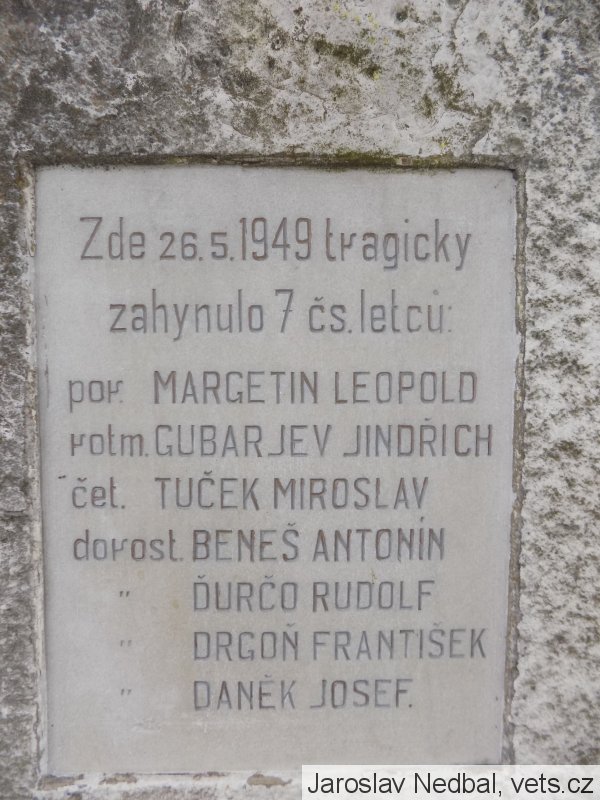 Zde 26.5.1949 tragicky
zahynulo 7 čs. letců:
por. MARGETIN LEOPOLD
rotm. GUBARJEV JINDŘICH
čet. TUČEK MIROSLAV
dorost. BENEŠ ANTONÍN
" ĎURČO RUDOLF
" DRGOŇ FRANTIŠEK
" DANĚK JOSEF.
Jaroslav Nedbal, vets.cz